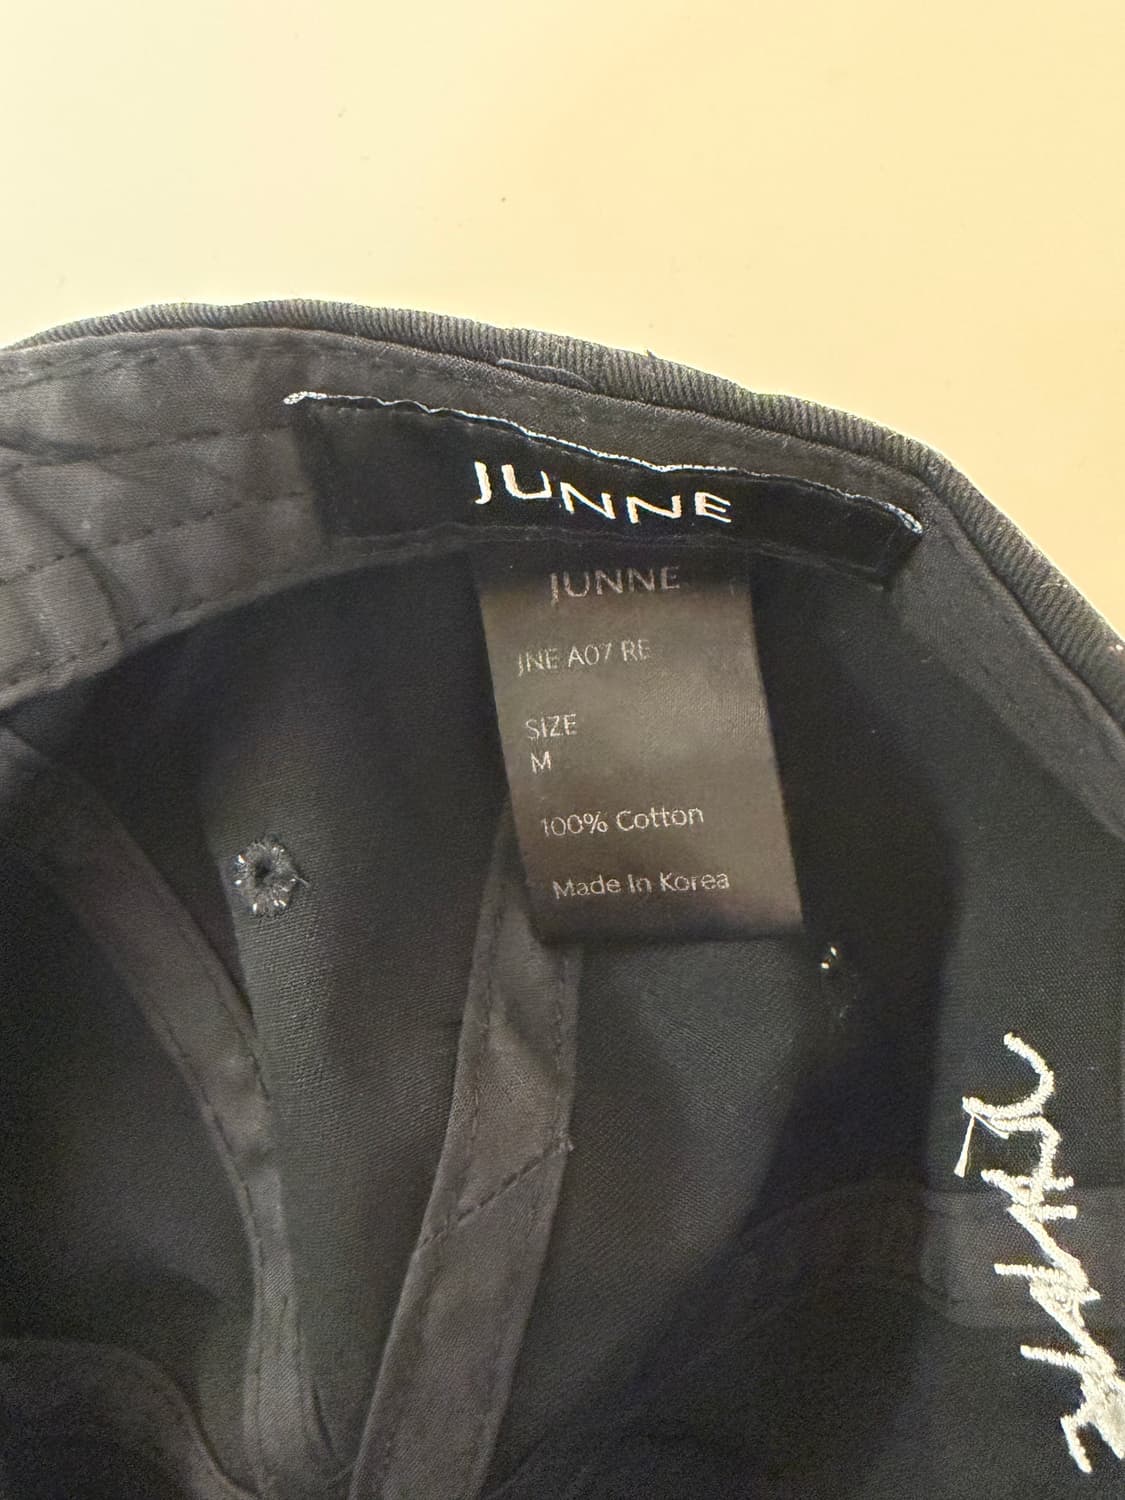 JUNNE
JUNNE
JNE A07 RE
SIZE
M
100% Cotton
Made In Korea